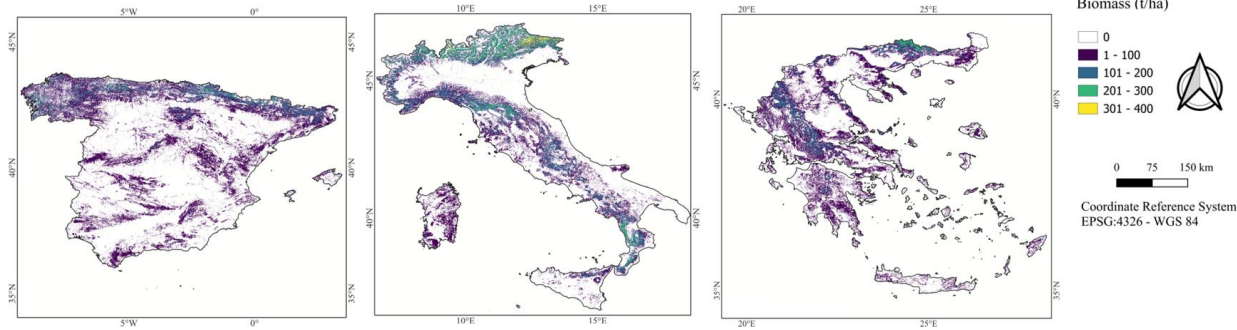 5°W 0°
10°E 15°E
20°E 25°E
Biomass (t/ha)
0
1 - 100
101 - 200
201 - 300
301 - 400
45°N
40°N
35°N
45°N
40°N
35°N
45°N
40°N
40°N
35°N
0 75 150 km
Coordinate Reference System
EPSG:4326 - WGS 84
5°W 0°
10°E 15°E
20°E 25°E